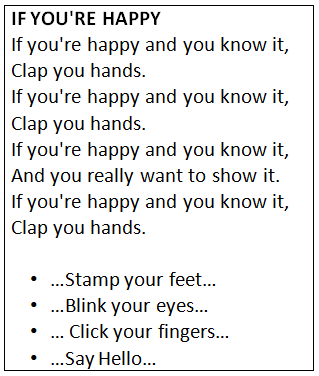 IF YOU'RE HAPPY
If you're happy and you know it,
Clap you hands.
If you're happy and you know it,
Clap you hands.
If you're happy and you know it,
And you really want to show it.
If you're happy and you know it,
Clap you hands.
• ...Stamp your feet...
• ...Blink your eyes...
• ... Click your fingers...
• ...Say Hello...